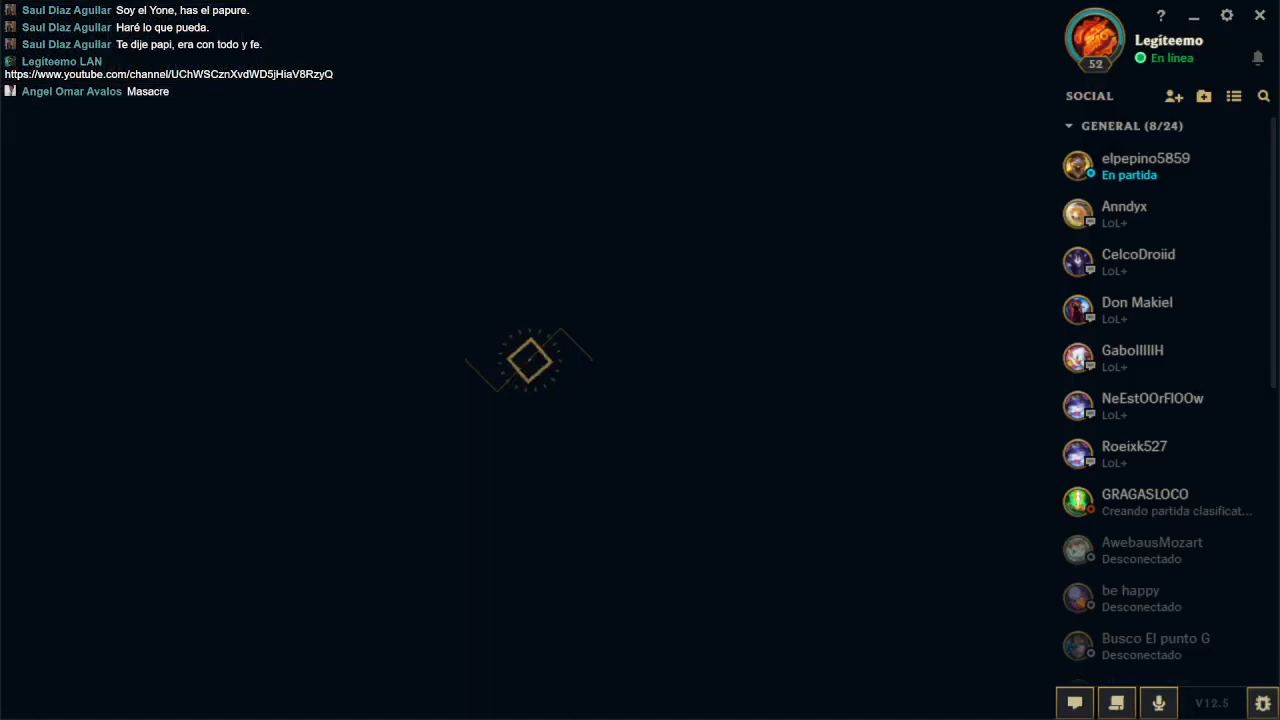 Saul Diaz Aguilar Soy el Yone, has el papure.
Saul Diaz Aguilar Haré lo que pueda.
Saul Diaz Aguilar Te dije papi, era con todo y fe.
Legiteemo LAN
https://www.youtube.com/channel/UChWSCznXvdWD5jHiaV8RzyQ
Angel Omar Avalos Masacre
52
Legiteemo
En línea
SOCIAL
GENERAL (8/24)
elpepino5859
En partida
Anndyx
LoL+
CelcoDroiid
LoL+
Don Makiel
LoL+
GabolllllH
LoL+
NeEstOOrFlOOw
LoL+
Roeixk527
LoL+
GRAGASLOCO
Creando partida clasificat...
AwebausMozart
Desconectado
be happy
Desconectado
Busco El punto G
Desconectado
V12.5